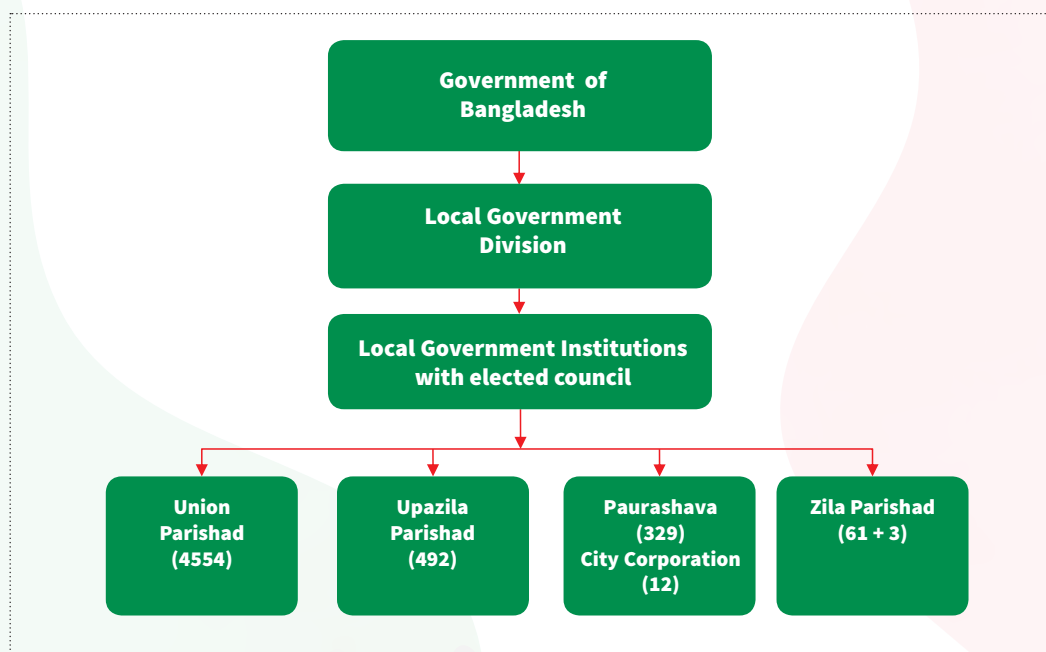 Government of
Bangladesh
Local Government
Division
Local Government Institutions
with elected council
Union
Parishad
(4554)
Upazila
Parishad
(492)
Paurashava
(329)
City Corporation
(12)
Zila Parishad
(61 + 3)